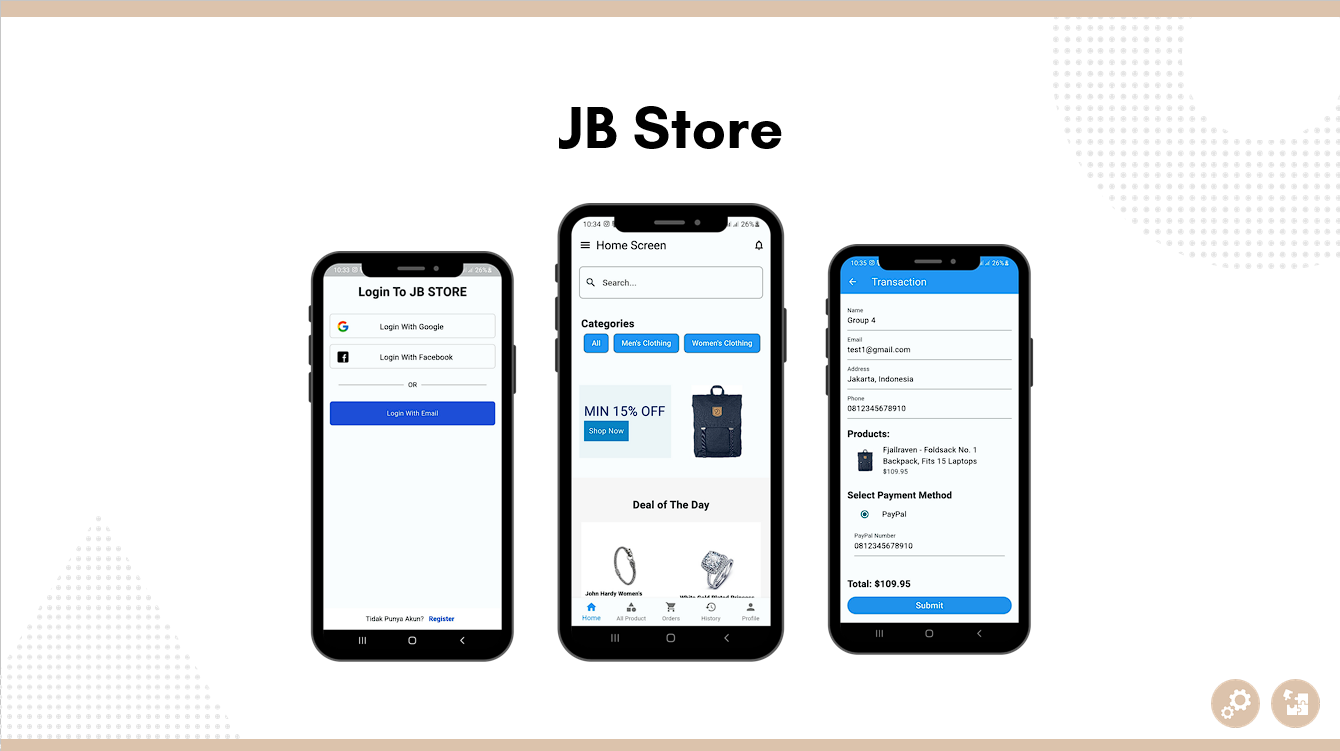 JB Store
10:33
26%
Login To JB STORE
Login With Google
Login With Facebook
OR
Login With Email
Tidak Punya Akun? Register
10:34
26%
Home Screen
Search...
Categories
All
Men's Clothing
Women's Clothing
MIN 15% OFF
Shop Now
Deal of The Day
John Hardy Women's
White Gold Plated Princess
Home
All Product
Orders
History
Profile
10:35
26%
Transaction
Name
Group 4
Email
test1@gmail.com
Address
Jakarta, Indonesia
Phone
0812345678910
Products:
Fjallraven - Foldsack No. 1
Backpack, Fits 15 Laptops
$109.95
Select Payment Method
PayPal
PayPal Number
0812345678910
Total: $109.95
Submit